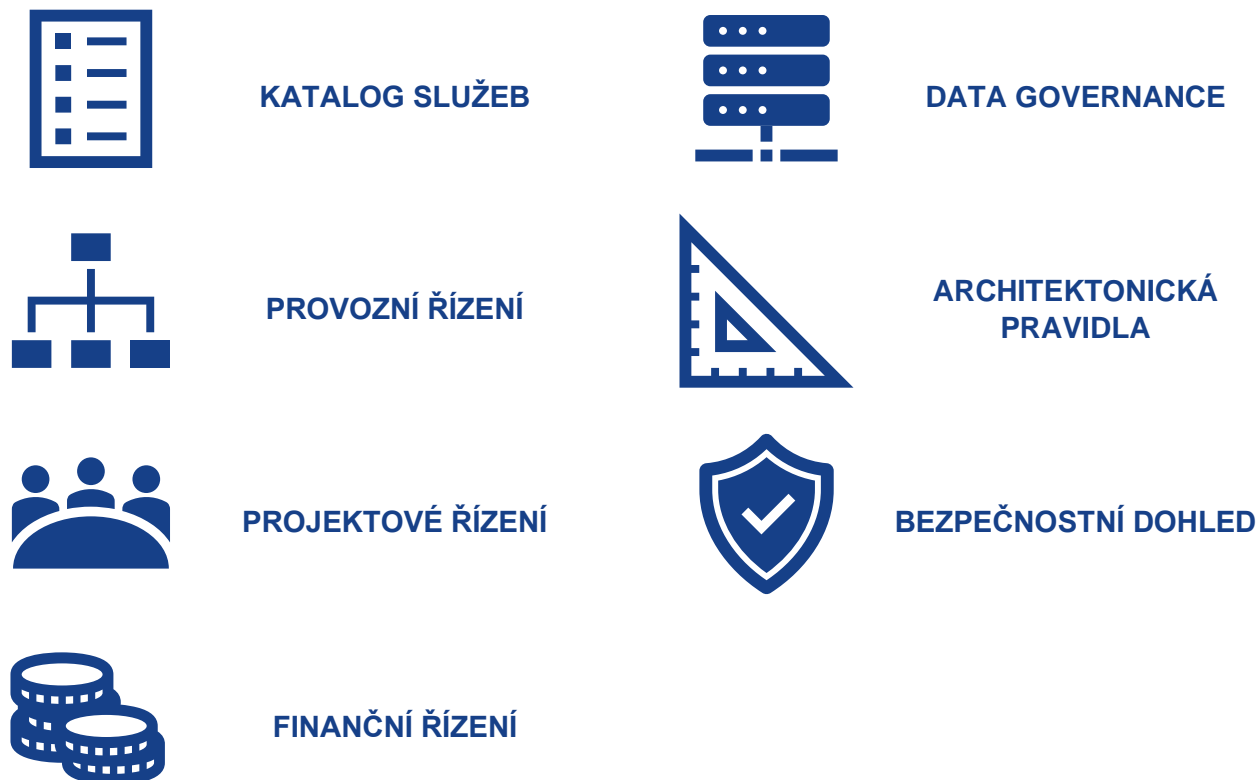 KATALOG SLUŽEB
DATA GOVERNANCE
PROVOZNÍ ŘÍZENÍ
ARCHITEKTONICKÁ
PRAVIDLA
PROJEKTOVÉ ŘÍZENÍ
BEZPEČNOSTNÍ DOHLED
FINANČNÍ ŘÍZENÍ